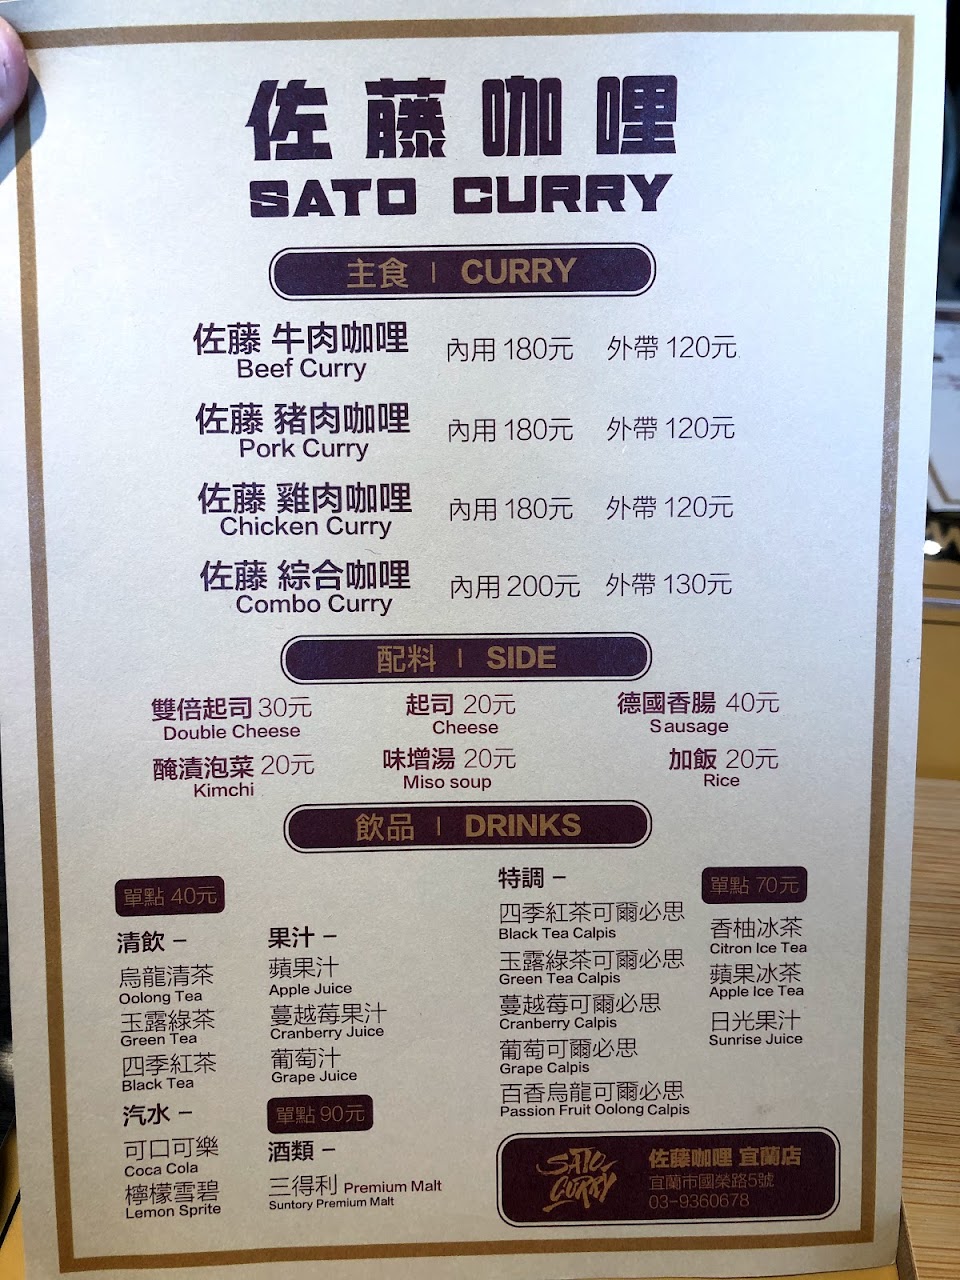 佐藤咖哩
SATO CURRY
主食 | CURRY
佐藤 牛肉咖哩 內用 180元 外帶 120元
Beef Curry
佐藤 豬肉咖哩 內用 180元 外帶 120元
Pork Curry
佐藤 雞肉咖哩 內用 180元 外帶 120元
Chicken Curry
佐藤 綜合咖哩 內用 200元 外帶 130元
Combo Curry
配料 | SIDE
雙倍起司 30元 起司 20元 德國香腸 40元
Double Cheese Cheese Sausage
醃漬泡菜 20元 味增湯 20元 加飯 20元
Kimchi Miso soup Rice
飲品 | DRINKS
單點 40元
清飲 –
烏龍清茶
Oolong Tea
玉露綠茶
Green Tea
四季紅茶
Black Tea
汽水 –
可口可樂
Coca Cola
檸檬雪碧
Lemon Sprite
果汁 –
蘋果汁
Apple Juice
蔓越莓果汁
Cranberry Juice
葡萄汁
Grape Juice
單點 90元
酒類 –
三得利 Premium Malt
Suntory Premium Malt
特調 –
四季紅茶可爾必思
Black Tea Calpis
玉露綠茶可爾必思
Green Tea Calpis
蔓越莓可爾必思
Cranberry Calpis
葡萄可爾必思
Grape Calpis
百香烏龍可爾必思
Passion Fruit Oolong Calpis
單點 70元
香柚冰茶
Citron Ice Tea
蘋果冰茶
Apple Ice Tea
日光果汁
Sunrise Juice
SATO
CURRY
佐藤咖哩 宜蘭店
宜蘭市國榮路5號
03-9360678